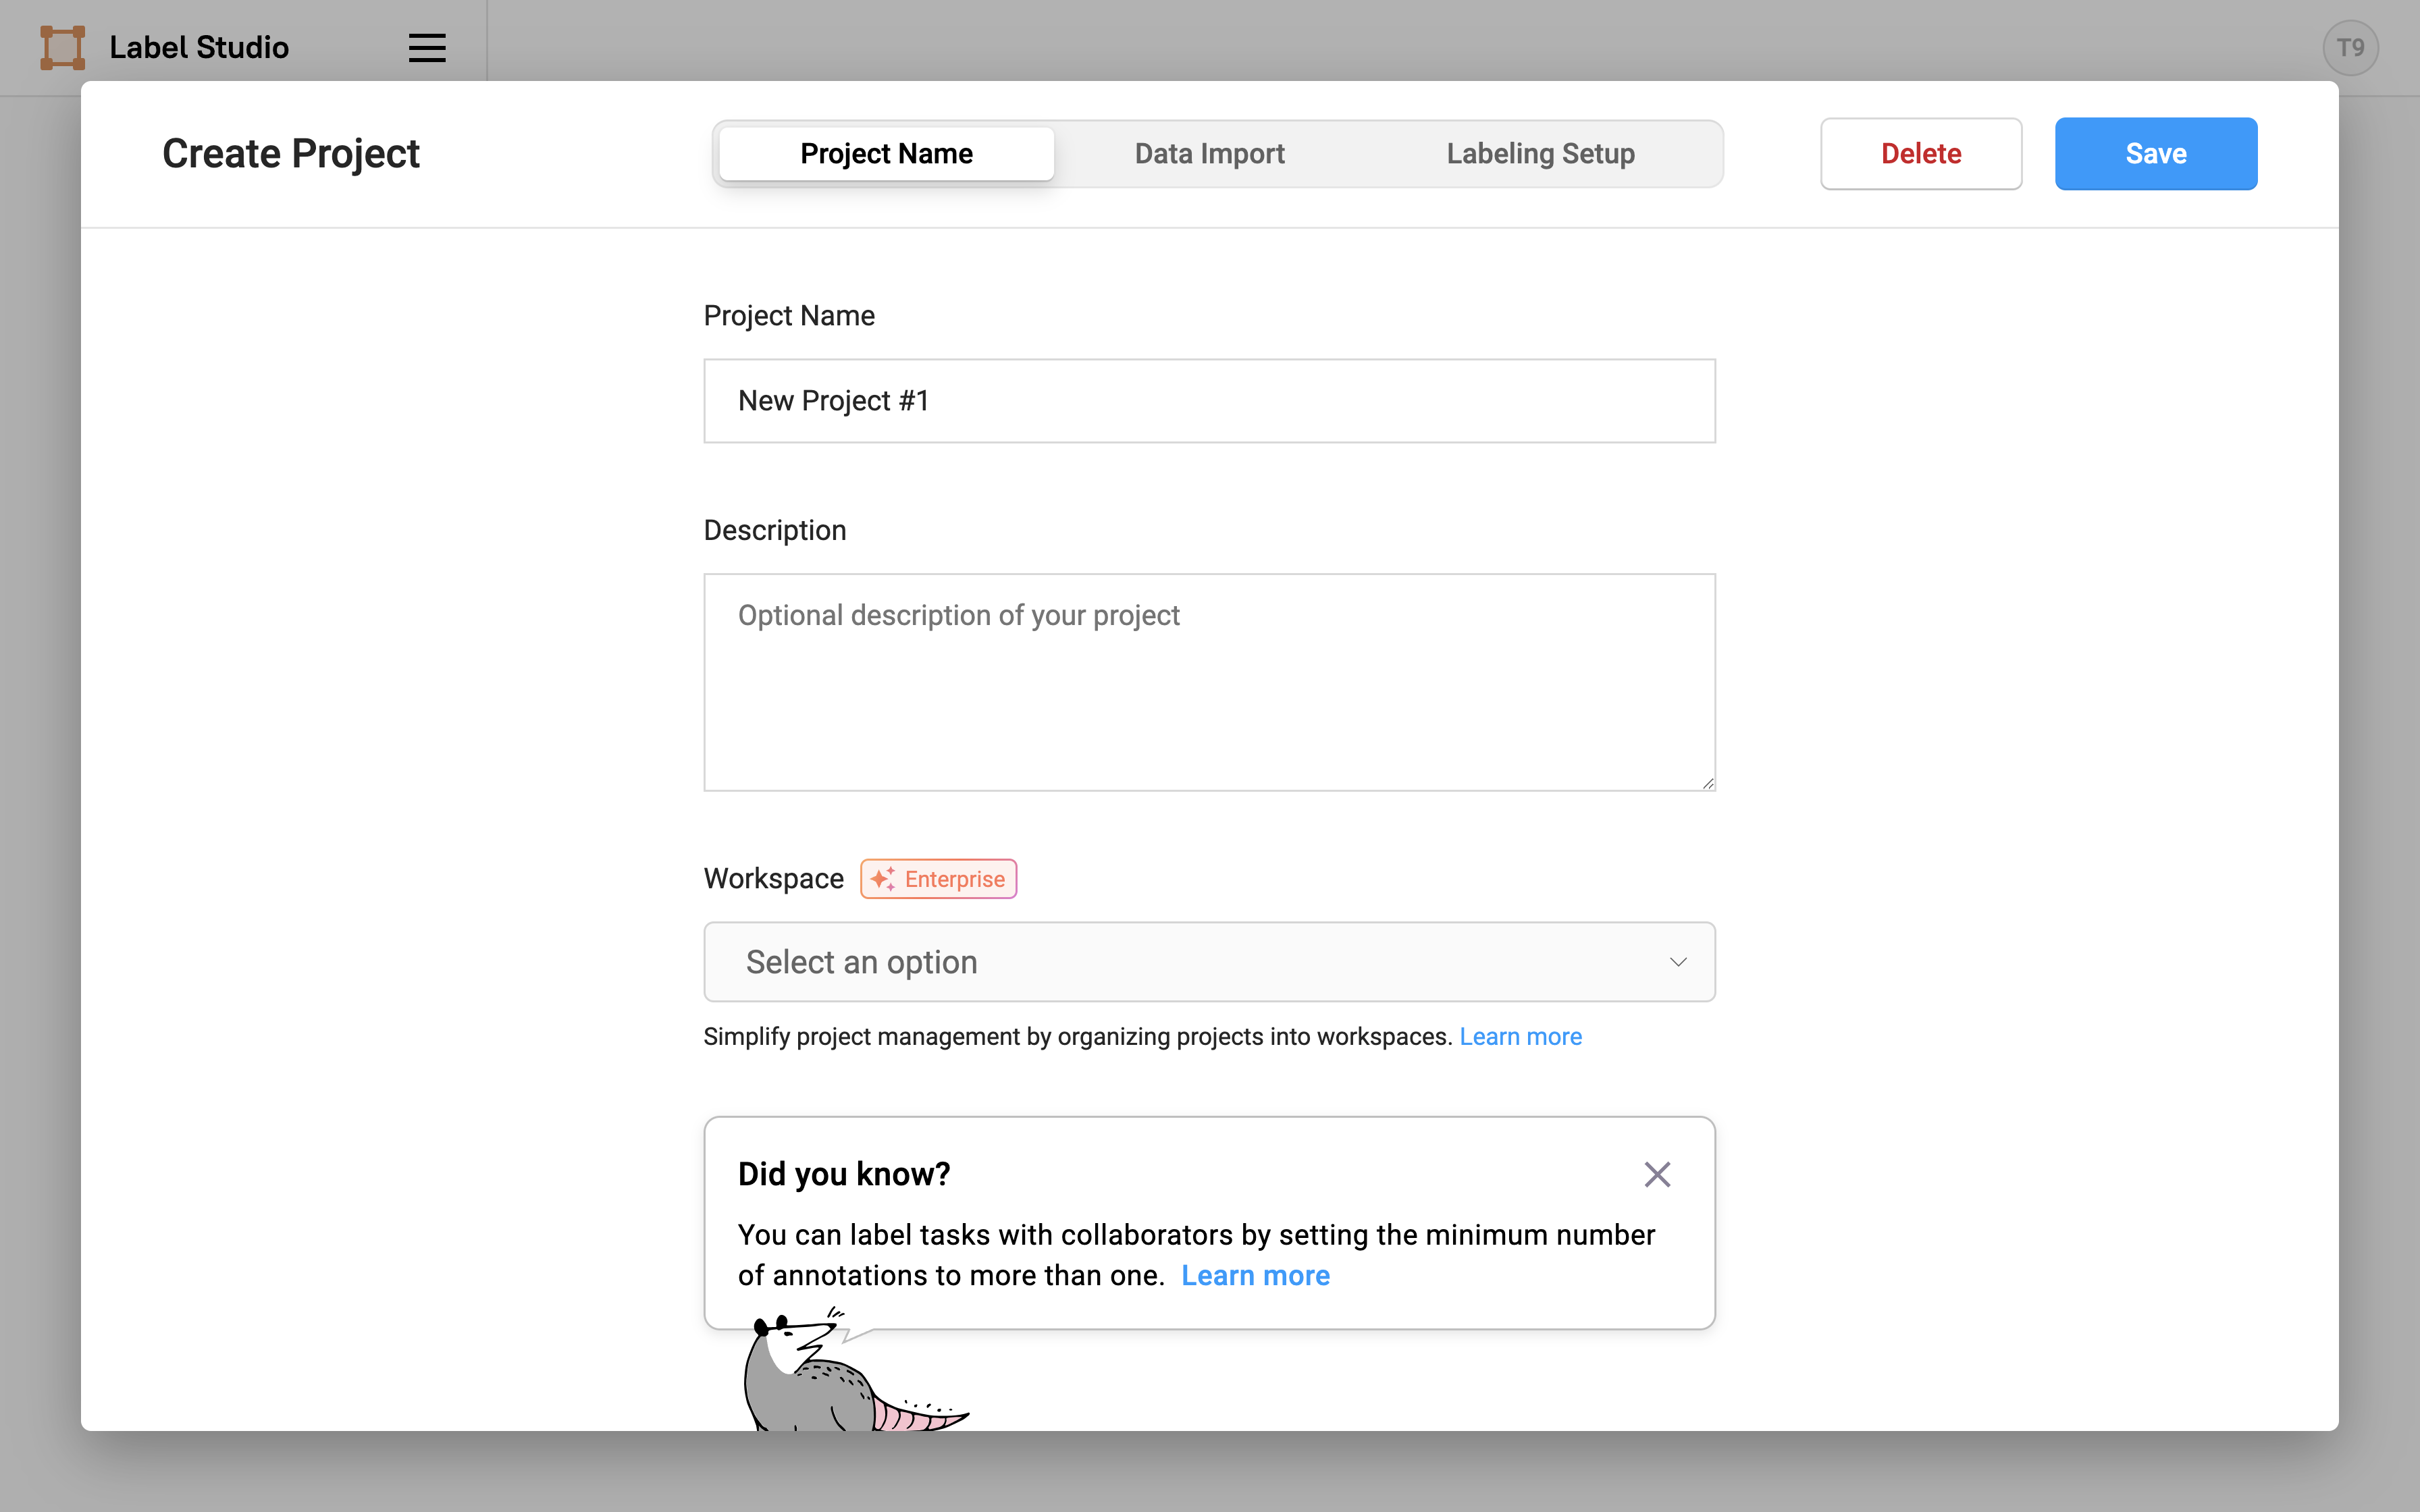 Label Studio
T9
Create Project
Project Name
Data Import
Labeling Setup
Delete
Save
Project Name
New Project #1
Description
Optional description of your project
Workspace
Enterprise
Select an option
Simplify project management by organizing projects into workspaces. Learn more
Did you know?
You can label tasks with collaborators by setting the minimum number
of annotations to more than one. Learn more